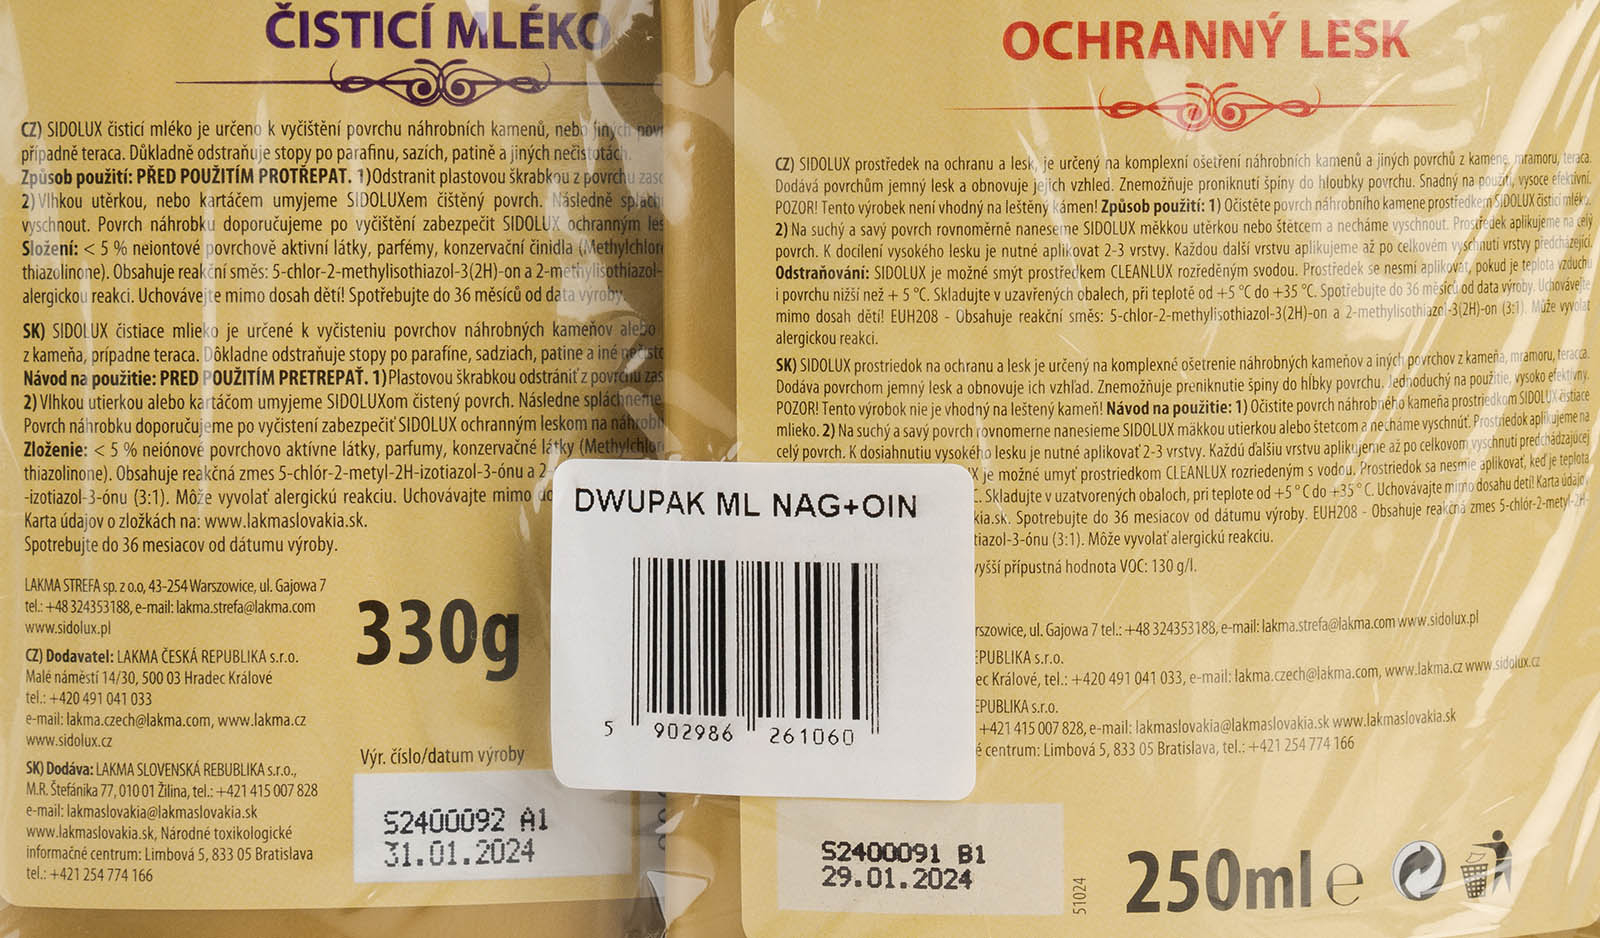 ČISTICÍ MLÉKO
CZ) SIDOLUX čisticí mléko je určeno k vyčištění povrchu náhrobních kamenů, nebo jiných
případně teraca. Důkladně odstraňuje stopy po parafinu, sazích, patině a jiných nečistotách.
Způsob použití: PŘED POUŽITÍM PROTŘEPAT. 1)Odstranit plastovou škrabkou z povrchu
2) Vlhkou utěrkou, nebo kartáčem umyjeme SIDOLUXem čištěný povrch. Následně
vyschnout. Povrch náhrobku doporučujeme po vyčištění zabezpečit SIDOLUX ochranným
Složení: < 5 % neiontové povrchově aktivní látky, parfémy, konzervační činidla (Methylchlor
thiazolinone). Obsahuje reakční směs: 5-chlor-2-methylisothiazol-3(2H)-on a 2-methylisothiazol-
alergickou reakci. Uchovávejte mimo dosah dětí! Spotřebujte do 36 měsíců od data výroby.
SK) SIDOLUX čistiace mlieko je určené k vyčisteniu povrchov náhrobných kameňov alebo
z kameňa, prípadne teraca. Dôkladne odstraňuje stopy po parafíne, sadziach, patine a iné
Návod na použitie: PRED POUŽITÍM PRETREPAŤ. 1)Plastovou škrabkou odstrániť z povrchu
2) Vlhkou utierkou alebo kartáčom umyjeme SIDOLUXom čistený povrch. Následne spláchneme
Povrch náhrobku doporučujeme po vyčistení zabezpečiť SIDOLUX ochranným leskom na
Zloženie: < 5 % neiónové povrchovo aktívne látky, parfumy, konzervačné látky (Methylchlor
thiazolinone). Obsahuje reakčná zmes 5-chlór-2-metyl-2H-izotiazol-3-ónu a 2-
-izotiazol-3-ónu (3:1). Môže vyvolať alergickú reakciu. Uchovávajte mimo
Karta údajov o zložkách na: www.lakmaslovakia.sk.
Spotrebujte do 36 mesiacov od dátumu výroby.
LAKMA STREFA sp. z o.o, 43-254 Warszowice, ul. Gajowa 7
tel.: +48 324353188, e-mail: lakma.strefa@lakma.com
www.sidolux.pl
CZ) Dodavatel: LAKMA ČESKÁ REPUBLIKA s.r.o.
Malé náměstí 14/30, 500 03 Hradec Králové
tel.: +420 491 041 033
e-mail: lakma.czech@lakma.com, www.lakma.cz
www.sidolux.cz
SK) Dodáva: LAKMA SLOVENSKÁ REBUBLIKA s.r.o.,
M.R. Štefánika 77, 010 01 Žilina, tel.: +421 415 007 828
e-mail: lakmaslovakia@lakmaslovakia.sk
www.lakmaslovakia.sk, Národné toxikologické
informačné centrum: Limbová 5, 833 05 Bratislava
tel.: +421 254 774 166
330g
Výr. číslo/datum výroby
S2400092 A1
31.01.2024
DWUPAK ML NAG+OIN
5 902986 261060
OCHRANNÝ LESK
CZ) SIDOLUX prostředek na ochranu a lesk, je určený na komplexní ošetření náhrobních kamenů a jiných povrchů z kamene, mramoru, teraca.
Dodává povrchům jemný lesk a obnovuje jejich vzhled. Znemožňuje proniknutí špíny do hloubky povrchu. Snadný na použití, vysoce efektivní.
POZOR! Tento výrobek není vhodný na leštěný kámen! Způsob použití: 1) Očistěte povrch náhrobního kamene prostředkem SIDOLUX čisticí mléko.
2) Na suchý a savý povrch rovnoměrně naneseme SIDOLUX měkkou utěrkou nebo štětcem a necháme vyschnout. Prostředek aplikujeme na celý
povrch. K docílení vysokého lesku je nutné aplikovat 2-3 vrstvy. Každou další vrstvu aplikujeme až po celkovém vyschnutí vrstvy předcházející.
Odstraňování: SIDOLUX je možné smýt prostředkem CLEANLUX rozředěným svodou. Prostředek se nesmí aplikovat, pokud je teplota vzduchu
i povrchu nižší než + 5 °C. Skladujte v uzavřených obalech, při teplotě od +5 °C do +35 °C. Spotřebujte do 36 měsíců od data výroby. Uchovávejte
mimo dosah dětí! EUH208 - Obsahuje reakční směs: 5-chlor-2-methylisothiazol-3(2H)-on a 2-methylisothiazol-3(2H)-on (3:1). Může vyvolat
alergickou reakci.
SK) SIDOLUX prostriedok na ochranu a lesk je určený na komplexné ošetrenie náhrobných kameňov a iných povrchov z kameňa, mramoru, teracca.
Dodáva povrchom jemný lesk a obnovuje ich vzhľad. Znemožňuje preniknutie špiny do hĺbky povrchu. Jednoduchý na použitie, vysoko efektívny.
POZOR! Tento výrobok nie je vhodný na leštený kameň! Návod na použitie: 1) Očistite povrch náhrobného kameňa prostriedkom SIDOLUX čistiace
mlieko. 2) Na suchý a savý povrch rovnomerne nanesieme SIDOLUX mäkkou utierkou alebo štetcom a necháme vyschnúť. Prostriedok aplikujeme na
celý povrch. K dosiahnutiu vysokého lesku je nutné aplikovať 2-3 vrstvy. Každú ďalšiu vrstvu aplikujeme až po celkovom vyschnutí predchádzajúcej
X je možné umyť prostriedkom CLEANLUX rozriedeným s vodou. Prostriedok sa nesmie aplikovať, keď je teplota
C. Skladujte v uzatvorených obaloch, pri teplote od +5 °C do +35 °C. Uchovávajte mimo dosahu detí! Karta údajov
kia.sk. Spotrebujte do 36 mesiacov od dátumu výroby. EUH208 - Obsahuje reakčná zmes 5-chlór-2-metyl-2H-
tiazol-3-ónu (3:1). Môže vyvolať alergickú reakciu.
vyšší přípustná hodnota VOC: 130 g/l.
rszowice, ul. Gajowa 7 tel.: +48 324353188, e-mail: lakma.strefa@lakma.com www.sidolux.pl
EPUBLIKA s.r.o.
ec Králové, tel.: +420 491 041 033, e-mail: lakma.czech@lakma.com, www.lakma.cz www.sidolux.cz
EPUBLIKA s.r.o.
+421 415 007 828, e-mail: lakmaslovakia@lakmaslovakia.sk www.lakmaslovakia.sk
é centrum: Limbová 5, 833 05 Bratislava, tel.: +421 254 774 166
S2400091 B1
29.01.2024
51024
250ml e